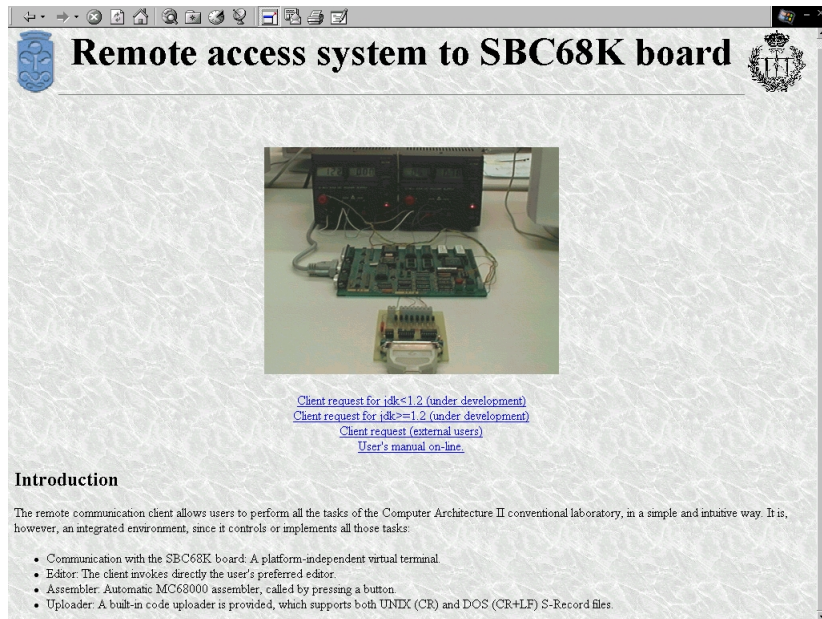 Remote access system to SBC68K board
Client request for jdk<1.2 (under development)
Client request for jdk>=1.2 (under development)
Client request (external users)
User's manual on-line.
Introduction
The remote communication client allows users to perform all the tasks of the Computer Architecture II conventional laboratory, in a simple and intuitive way. It is,
however, an integrated environment, since it controls or implements all those tasks:
• Communication with the SBC68K board: A platform-independent virtual terminal.
• Editor: The client invokes directly the user's preferred editor.
• Assembler: Automatic MC68000 assembler, called by pressing a button.
• Uploader: A built-in code uploader is provided, which supports both UNIX (CR) and DOS (CR+LF) S-Record files.